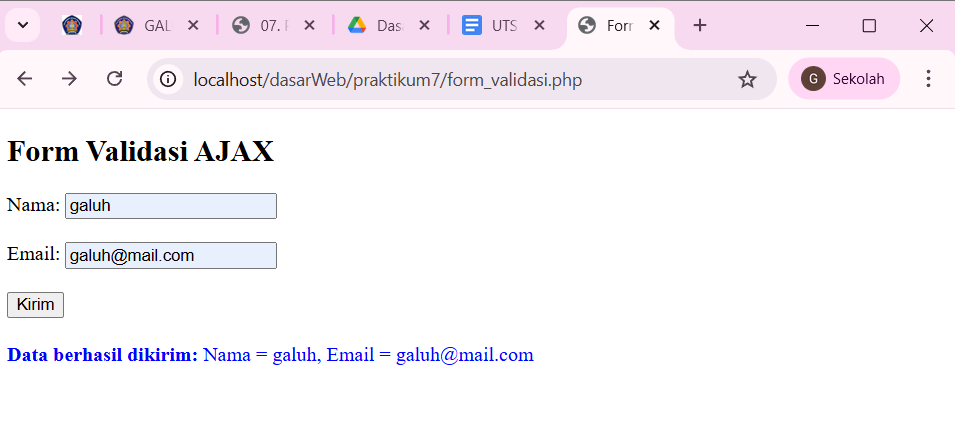 GAL
07. F
Das
UTS
Forr
localhost/dasarWeb/praktikum7/form_validasi.php
G Sekolah
Form Validasi AJAX
Nama: galuh
Email: galuh@mail.com
Kirim
Data berhasil dikirim: Nama = galuh, Email = galuh@mail.com